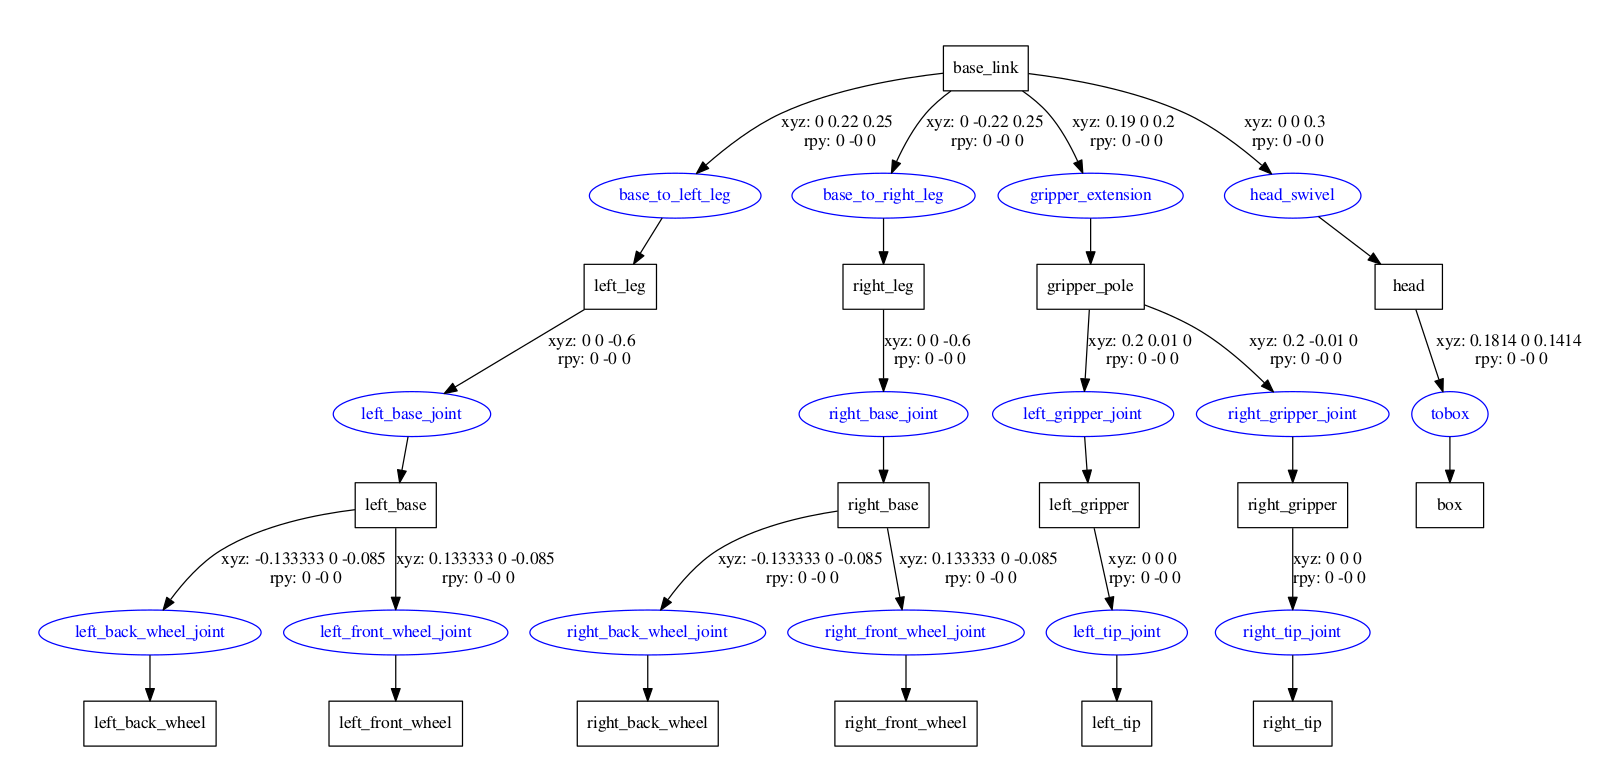 base_link
xyz: 0 0.22 0.25
rpy: 0 -0 0
xyz: 0 -0.22 0.25
rpy: 0 -0 0
xyz: 0.19 0 0.2
rpy: 0 -0 0
xyz: 0 0 0.3
rpy: 0 -0 0
base_to_left_leg
base_to_right_leg
gripper_extension
head_swivel
left_leg
right_leg
gripper_pole
head
xyz: 0 0 -0.6
rpy: 0 -0 0
xyz: 0 0 -0.6
rpy: 0 -0 0
xyz: 0.2 0.01 0
rpy: 0 -0 0
xyz: 0.2 -0.01 0
rpy: 0 -0 0
xyz: 0.1814 0 0.1414
rpy: 0 -0 0
left_base_joint
right_base_joint
left_gripper_joint
right_gripper_joint
tobox
left_base
right_base
left_gripper
right_gripper
box
xyz: -0.133333 0 -0.085
rpy: 0 -0 0
xyz: 0.133333 0 -0.085
rpy: 0 -0 0
xyz: -0.133333 0 -0.085
rpy: 0 -0 0
xyz: 0.133333 0 -0.085
rpy: 0 -0 0
xyz: 0 0 0
rpy: 0 -0 0
xyz: 0 0 0
rpy: 0 -0 0
left_back_wheel_joint
left_front_wheel_joint
right_back_wheel_joint
right_front_wheel_joint
left_tip_joint
right_tip_joint
left_back_wheel
left_front_wheel
right_back_wheel
right_front_wheel
left_tip
right_tip